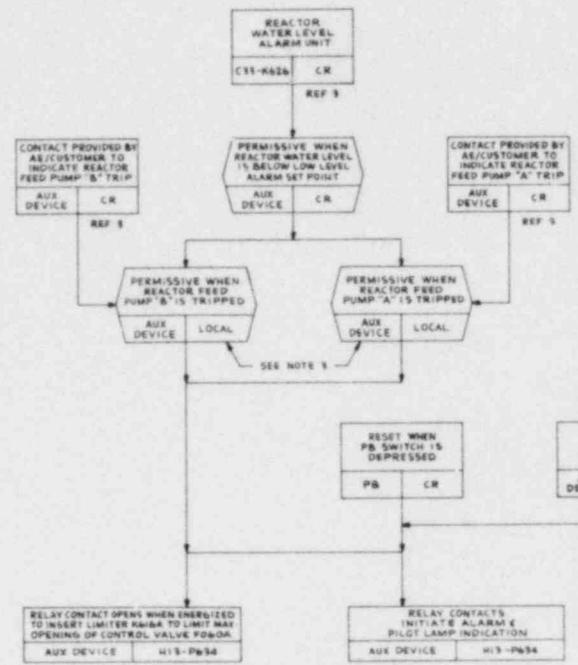 REACTOR
WATER LEVEL
ALARM UNIT
C33-K626 CR
REF 3
CONTACT PROVIDED BY
AE/CUSTOMER TO
INDICATE REACTOR
FEED PUMP "B" TRIP
AUX
DEVICE CR
REF
PERMISSIVE WHEN
REACTOR WATER LEVEL
IS BELOW LOW LEVEL
ALARM SET POINT
AUX
DEVICE CR
CONTACT PROVIDED BY
AE/CUSTOMER TO
INDICATE REACTOR
FEED PUMP "A" TRIP
AUX
DEVICE CR
REF
PERMISSIVE WHEN
REACTOR FEED
PUMP "B" IS TRIPPED
AUX
DEVICE LOCAL
PERMISSIVE WHEN
REACTOR FEED
PUMP "A" IS TRIPPED
AUX
DEVICE LOCAL
SEE NOTE
RESET WHEN
PB SWITCH IS
DEPRESSED
PB CR
DE
RELAY CONTACT OPENS WHEN ENERGIZED
TO INSERT LIMITER K616A TO LIMIT MAX
OPENING OF CONTROL VALVE F060A
AUX DEVICE H13-P634
RELAY CONTACTS
INITIATE ALARM &
PILOT LAMP INDICATION
AUX DEVICE H13-P634